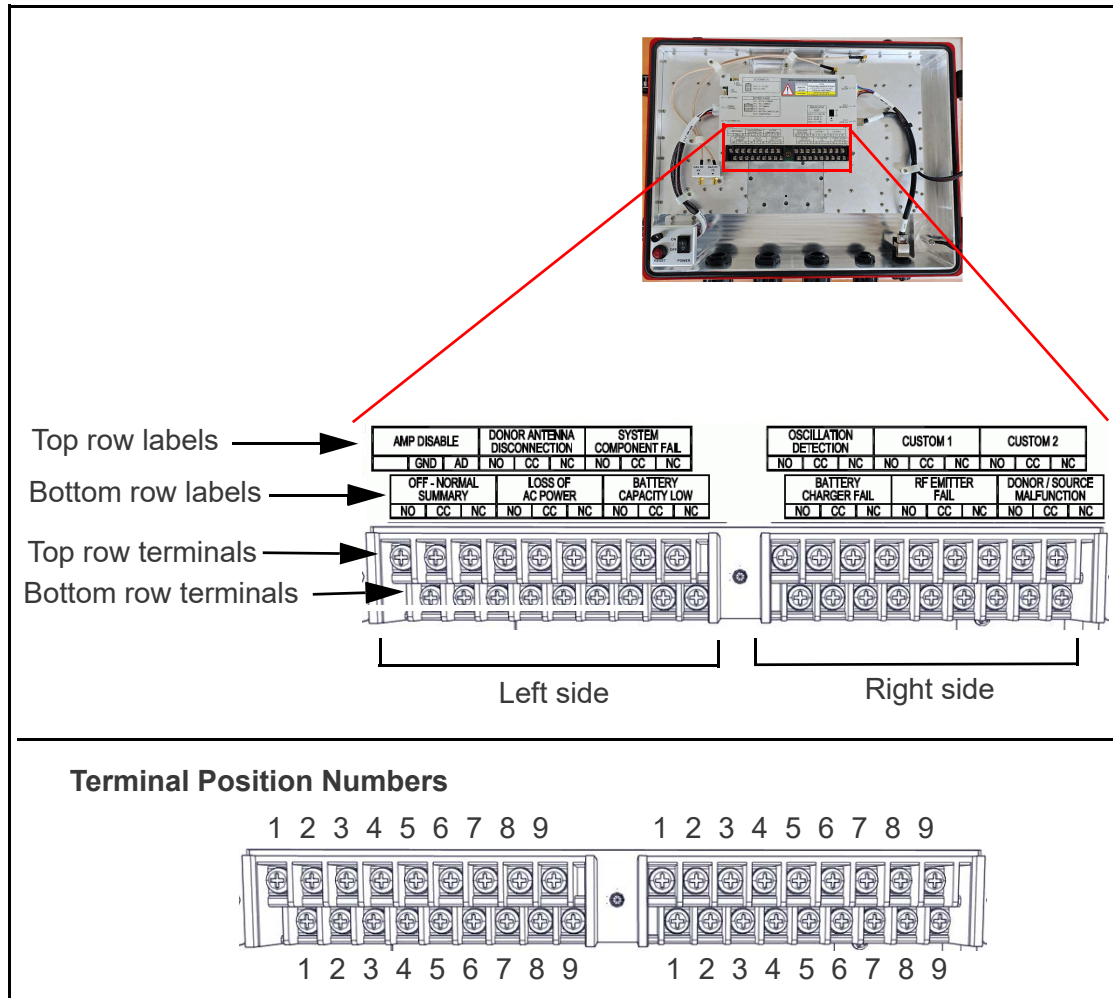 Top row labels
AMP DISABLE
DONOR ANTENNA DISCONNECTION
SYSTEM COMPONENT FAIL
GND AD NO CC NC NO CC NC
OSCILLATION DETECTION
CUSTOM 1
CUSTOM 2
NO CC NC NO CC NC NO CC NC
Bottom row labels
OFF - NORMAL SUMMARY
LOSS OF AC POWER
BATTERY CAPACITY LOW
NO CC NC NO CC NC NO CC NC
BATTERY CHARGER FAIL
RF EMITTER FAIL
DONOR / SOURCE MALFUNCTION
NO CC NC NO CC NC NO CC NC
Top row terminals
Bottom row terminals
Left side
Right side
Terminal Position Numbers
1 2 3 4 5 6 7 8 9
1 2 3 4 5 6 7 8 9
1 2 3 4 5 6 7 8 9
1 2 3 4 5 6 7 8 9
ON
OFF
RESET
POWER